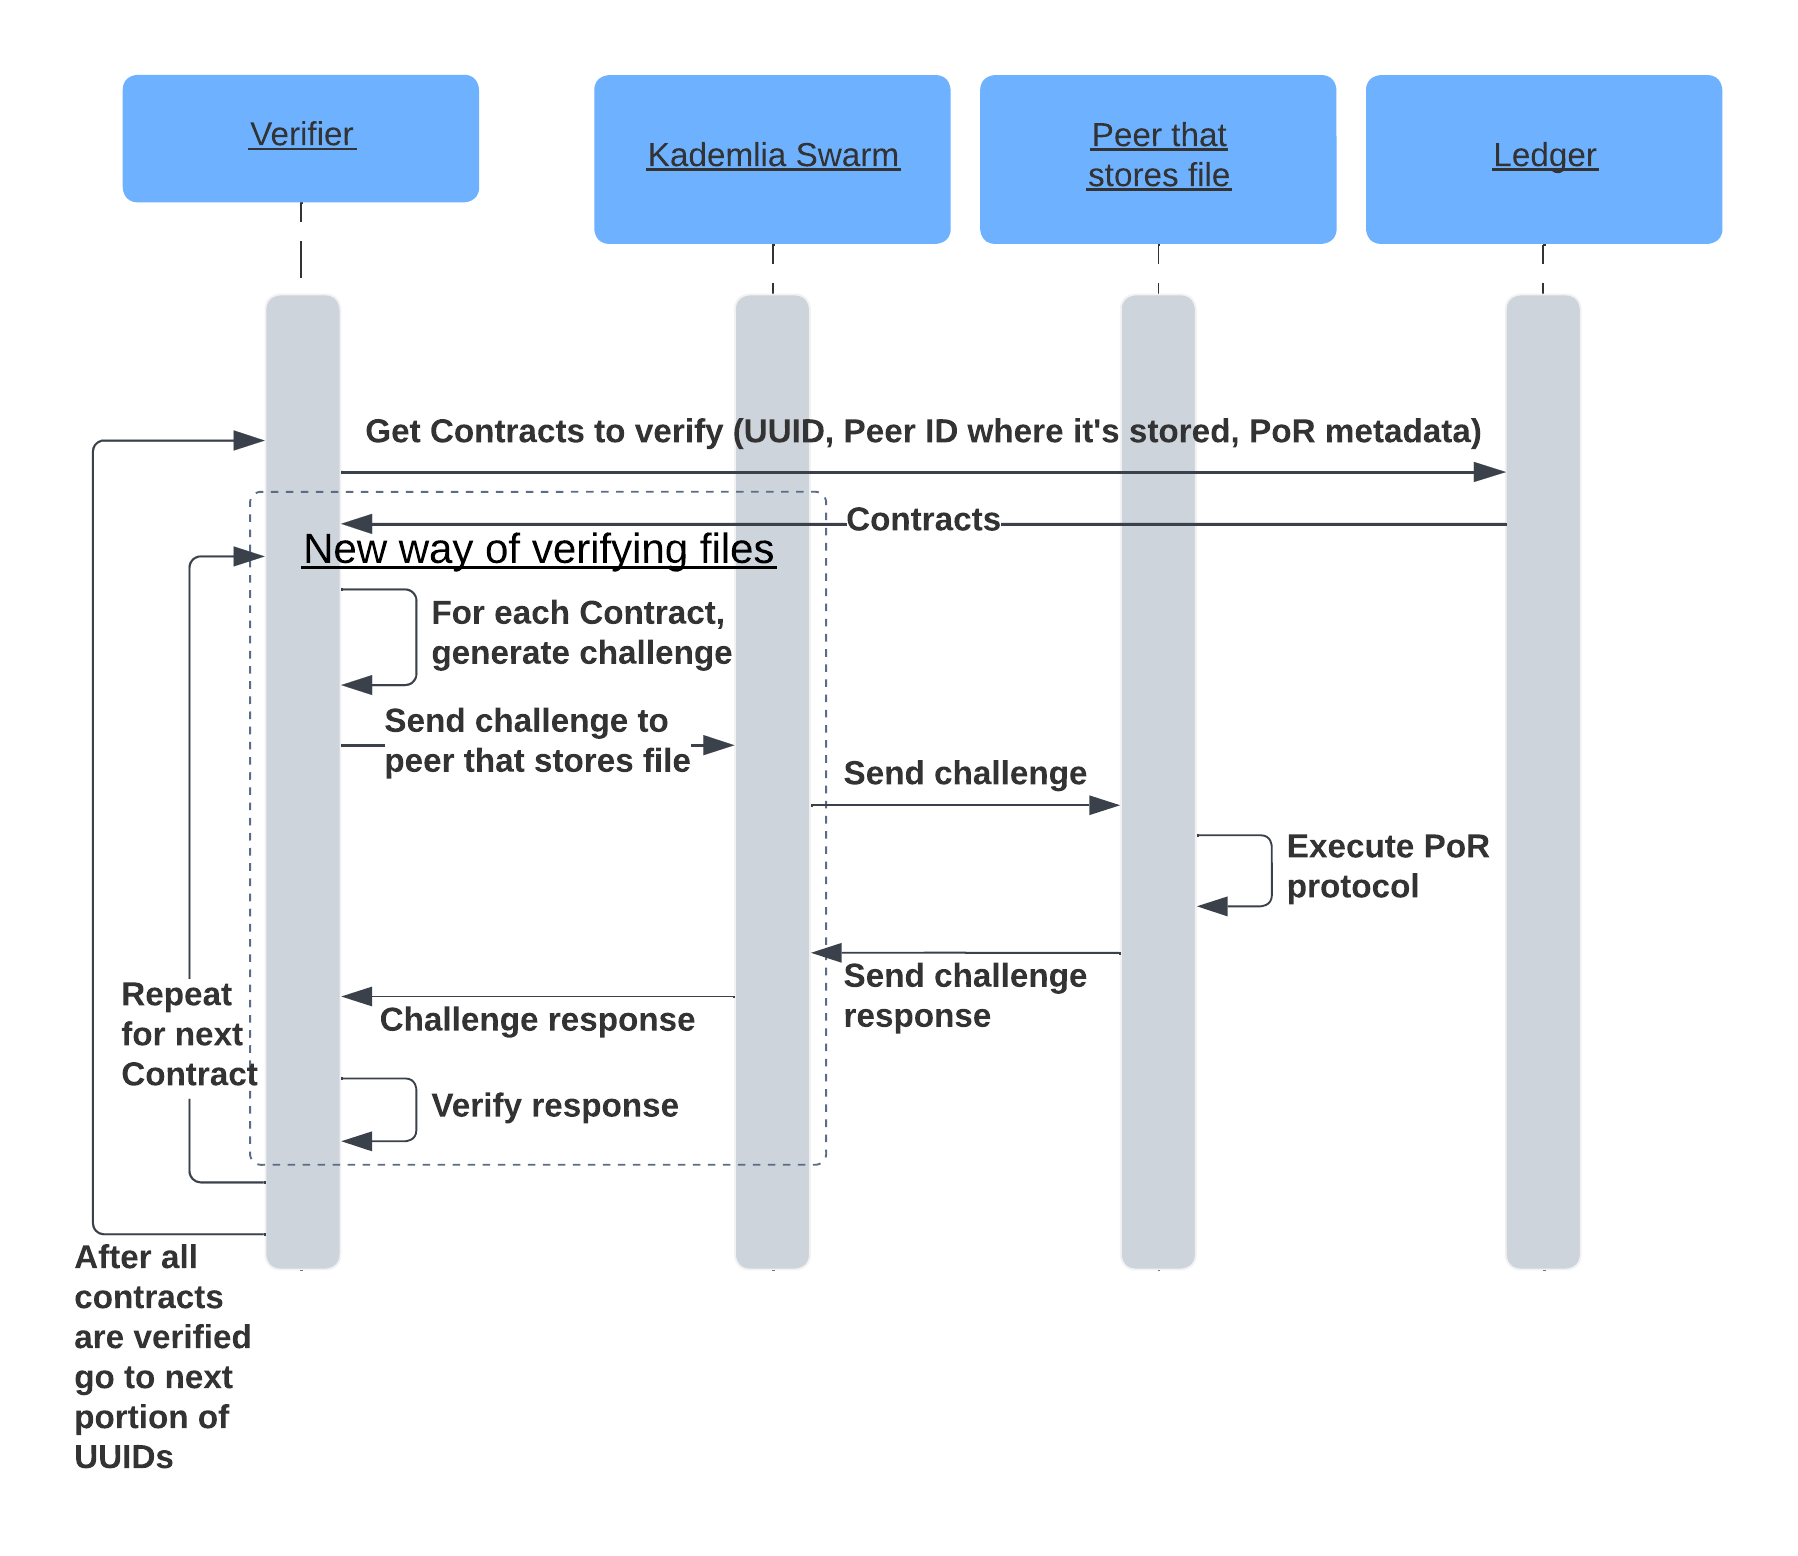 Verifier
Kademlia Swarm
Peer that
stores file
Ledger
Get Contracts to verify (UUID, Peer ID where it's stored, PoR metadata)
Contracts
New way of verifying files
For each Contract,
generate challenge
Send challenge to
peer that stores file
Send challenge
Execute PoR
protocol
Send challenge
response
Challenge response
Repeat
for next
Contract
Verify response
After all
contracts
are verified
go to next
portion of
UUIDs